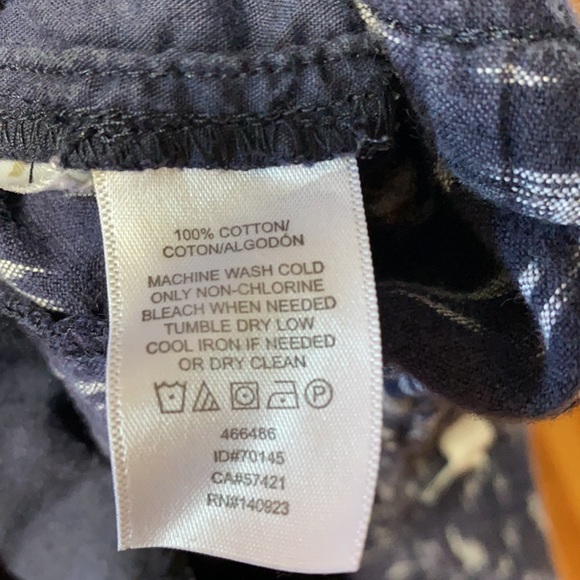 100% COTTON/
COTON/ALGODÓN
MACHINE WASH COLD
ONLY NON-CHLORINE
BLEACH WHEN NEEDED
TUMBLE DRY LOW
COOL IRON IF NEEDED
OR DRY CLEAN
P
466486
ID#70145
CA#57421
RN#140923